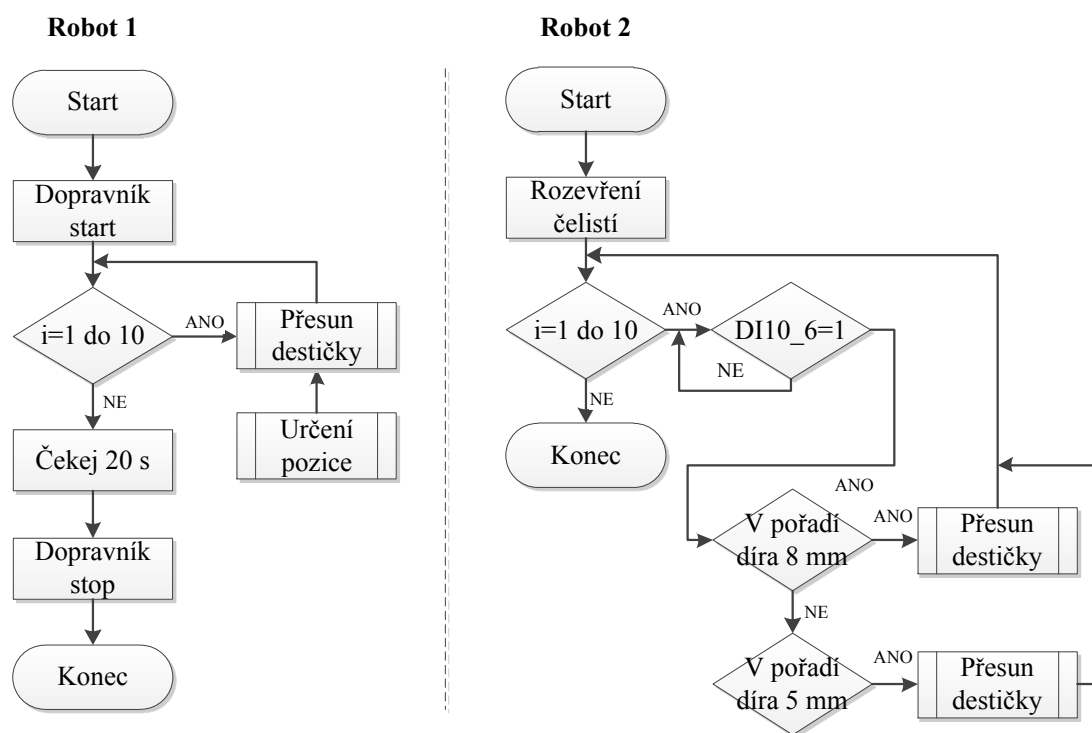 Robot 1
Start
Dopravník
start
i=1 do 10
ANO
Přesun
destičky
Určení
pozice
NE
Čekej 20 s
Dopravník
stop
Konec
Robot 2
Start
Rozevření
čelistí
i=1 do 10
ANO
DI10_6=1
NE
NE
Konec
ANO
V pořadí
díra 8 mm
ANO
Přesun
destičky
NE
V pořadí
díra 5 mm
ANO
Přesun
destičky